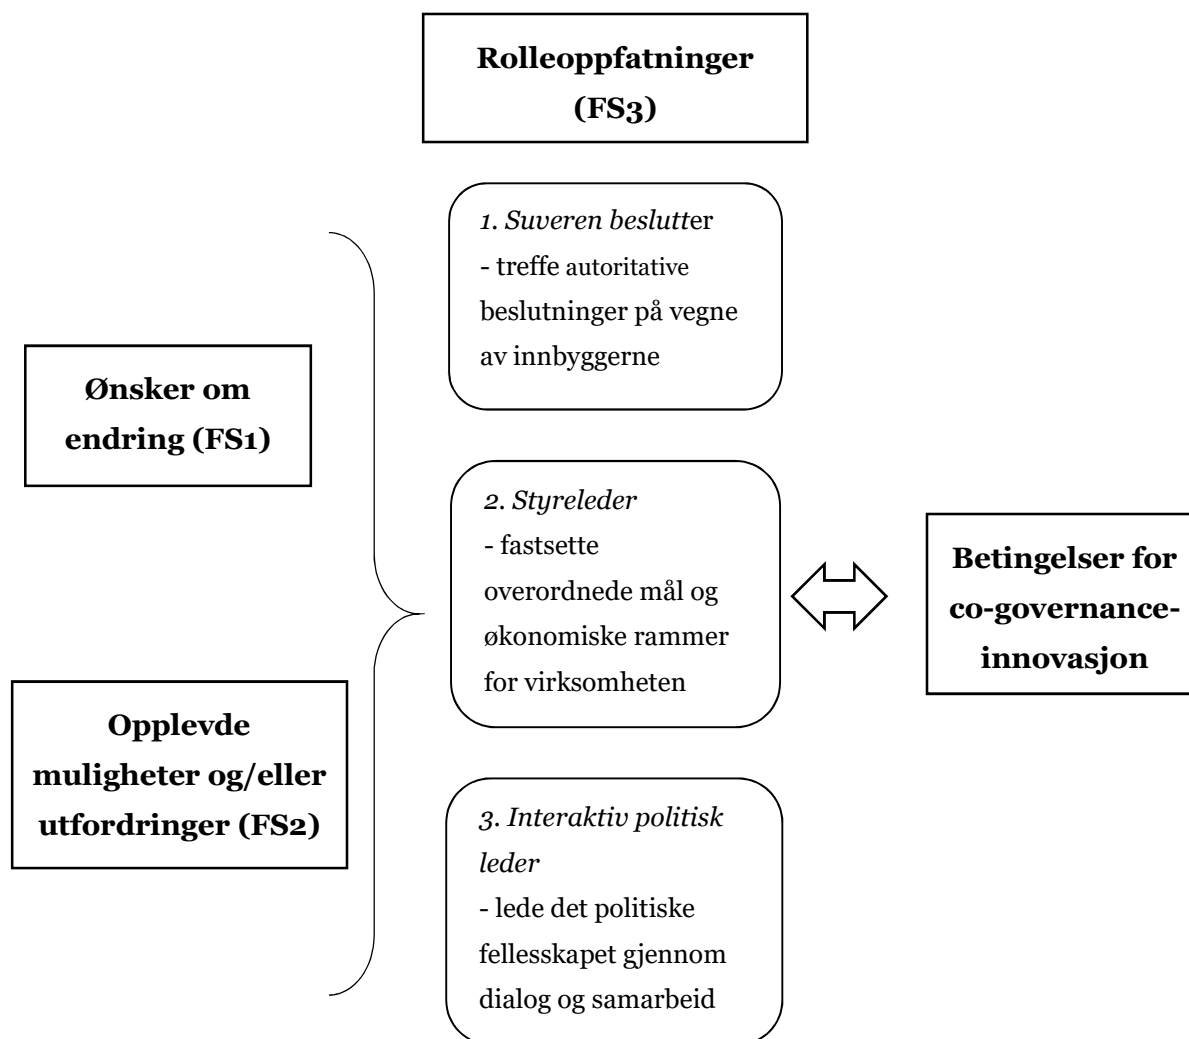 Rolleoppfatninger
(FS3)
1. Suveren beslutter
- treffe autoritative
beslutninger på vegne
av innbyggerne
Ønsker om
endring (FS1)
2. Styreleder
- fastsette
overordnede mål og
økonomiske rammer
for virksomheten
Betingelser for
co-governance-
innovasjon
Opplevde
muligheter og/eller
utfordringer (FS2)
3. Interaktiv politisk
leder
- lede det politiske
fellesskapet gjennom
dialog og samarbeid